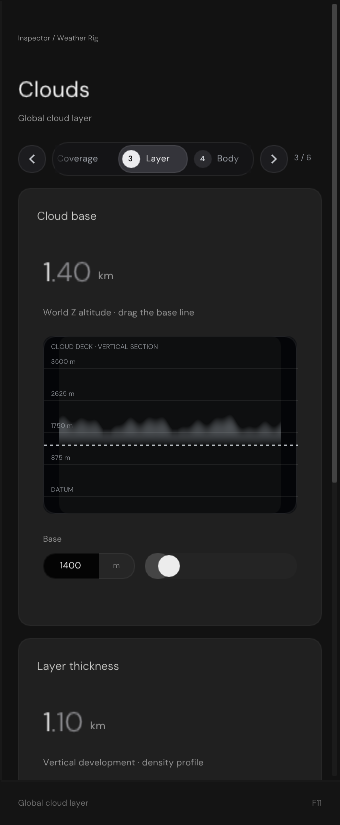 Inspector / Weather Rig
Clouds
Global cloud layer
Coverage 3 Layer 4 Body 3 / 6
Cloud base
1.40 km
World Z altitude · drag the base line
CLOUD DECK · VERTICAL SECTION
3500 m
2625 m
1750 m
875 m
DATUM
Base
1400 m
Layer thickness
1.10 km
Vertical development · density profile
Global cloud layer F11